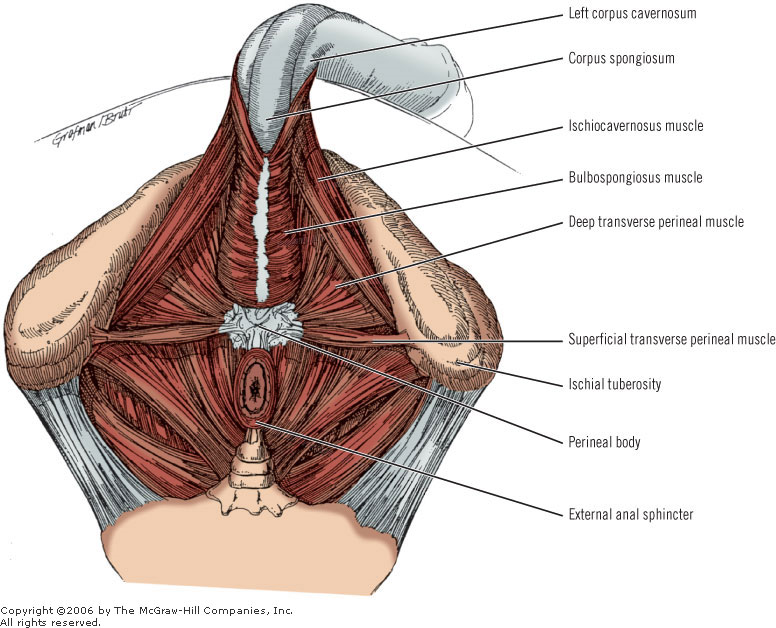 Left corpus cavernosum
Corpus spongiosum
Ischiocavernosus muscle
Bulbospongiosus muscle
Deep transverse perineal muscle
Superficial transverse perineal muscle
Ischial tuberosity
Perineal body
External anal sphincter
Copyright ©2006 by The McGraw-Hill Companies, Inc.
All rights reserved.